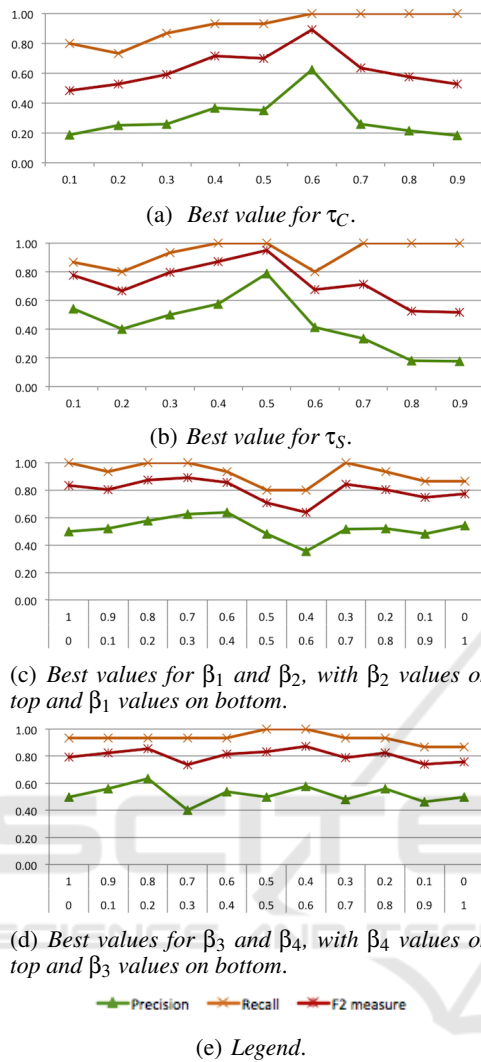 1.00
0.80
0.60
0.40
0.20
0.00
0.1 0.2 0.3 0.4 0.5 0.6 0.7 0.8 0.9
(a) Best value for τC.
1.00
0.80
0.60
0.40
0.20
0.00
0.1 0.2 0.3 0.4 0.5 0.6 0.7 0.8 0.9
(b) Best value for τS.
1.00
0.80
0.60
0.40
0.20
0.00
1 0.9 0.8 0.7 0.6 0.5 0.4 0.3 0.2 0.1 0
0 0.1 0.2 0.3 0.4 0.5 0.6 0.7 0.8 0.9 1
(c) Best values for β1 and β2, with β2 values on
top and β1 values on bottom.
1.00
0.80
0.60
0.40
0.20
0.00
1 0.9 0.8 0.7 0.6 0.5 0.4 0.3 0.2 0.1 0
0 0.1 0.2 0.3 0.4 0.5 0.6 0.7 0.8 0.9 1
(d) Best values for β3 and β4, with β4 values on
top and β3 values on bottom.
Precision Recall F2 measure
(e) Legend.